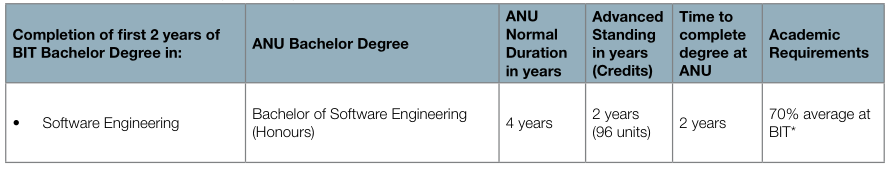 Completion of first 2 years of
BIT Bachelor Degree in:
ANU Bachelor Degree
ANU
Normal
Duration
in years
Advanced
Standing
in years
(Credits)
Time to
complete
degree at
ANU
Academic
Requirements
• Software Engineering
Bachelor of Software Engineering
(Honours)
4 years
2 years
(96 units)
2 years
70% average at
BIT*